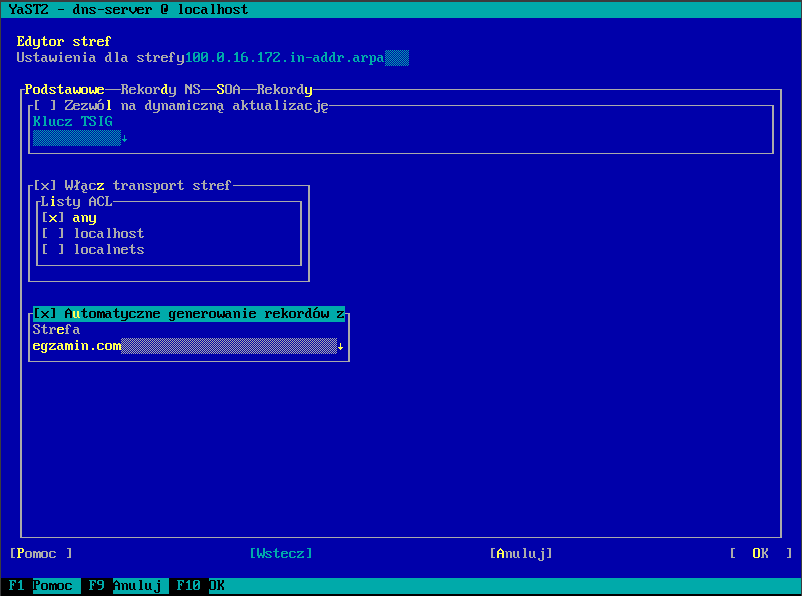 YaST2 - dns-server @ localhost
Edytor stref
Ustawienia dla strefy100.0.16.172.in-addr.arpa
Podstawowe—Rekordy NS—SOA—Rekordy
[ ] Zezwól na dynamiczną aktualizację
Klucz TSIG
[x] Włącz transport stref
Listy ACL
[x] any
[ ] localhost
[ ] localnets
[x] Automatyczne generowanie rekordów z
Strefa
egzamin.com
[Pomoc ] [Wstecz] [Anuluj] [ OK ]
F1 Pomoc F9 Anuluj F10 OK